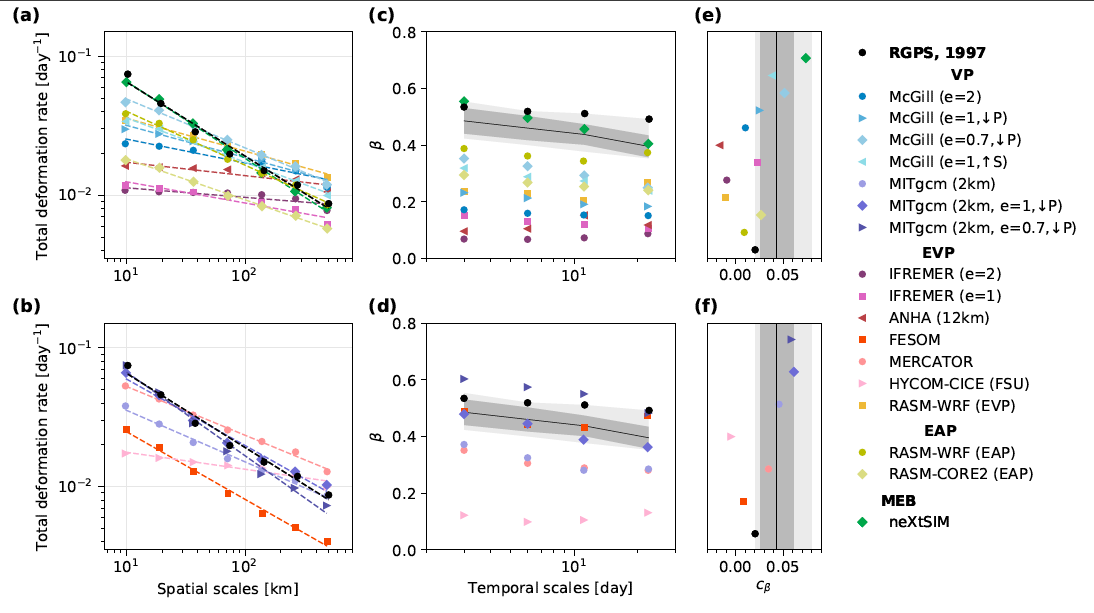 (a)
Total deformation rate [day⁻¹]
10⁻¹
10⁻²
10¹
10²
(c)
β
0.8
0.6
0.4
0.2
0.0
10¹
(e)
0.00
0.05
(b)
Total deformation rate [day⁻¹]
10⁻¹
10⁻²
10¹
10²
Spatial scales [km]
(d)
β
0.8
0.6
0.4
0.2
0.0
10¹
Temporal scales [day]
(f)
0.00
0.05
cᵦ
RGPS, 1997
VP
McGill (e=2)
McGill (e=1,↓P)
McGill (e=0.7,↓P)
McGill (e=1,↑S)
MITgcm (2km)
MITgcm (2km, e=1,↓P)
MITgcm (2km, e=0.7,↓P)
EVP
IFREMER (e=2)
IFREMER (e=1)
ANHA (12km)
FESOM
MERCATOR
HYCOM-CICE (FSU)
RASM-WRF (EVP)
EAP
RASM-WRF (EAP)
RASM-CORE2 (EAP)
MEB
neXtSIM